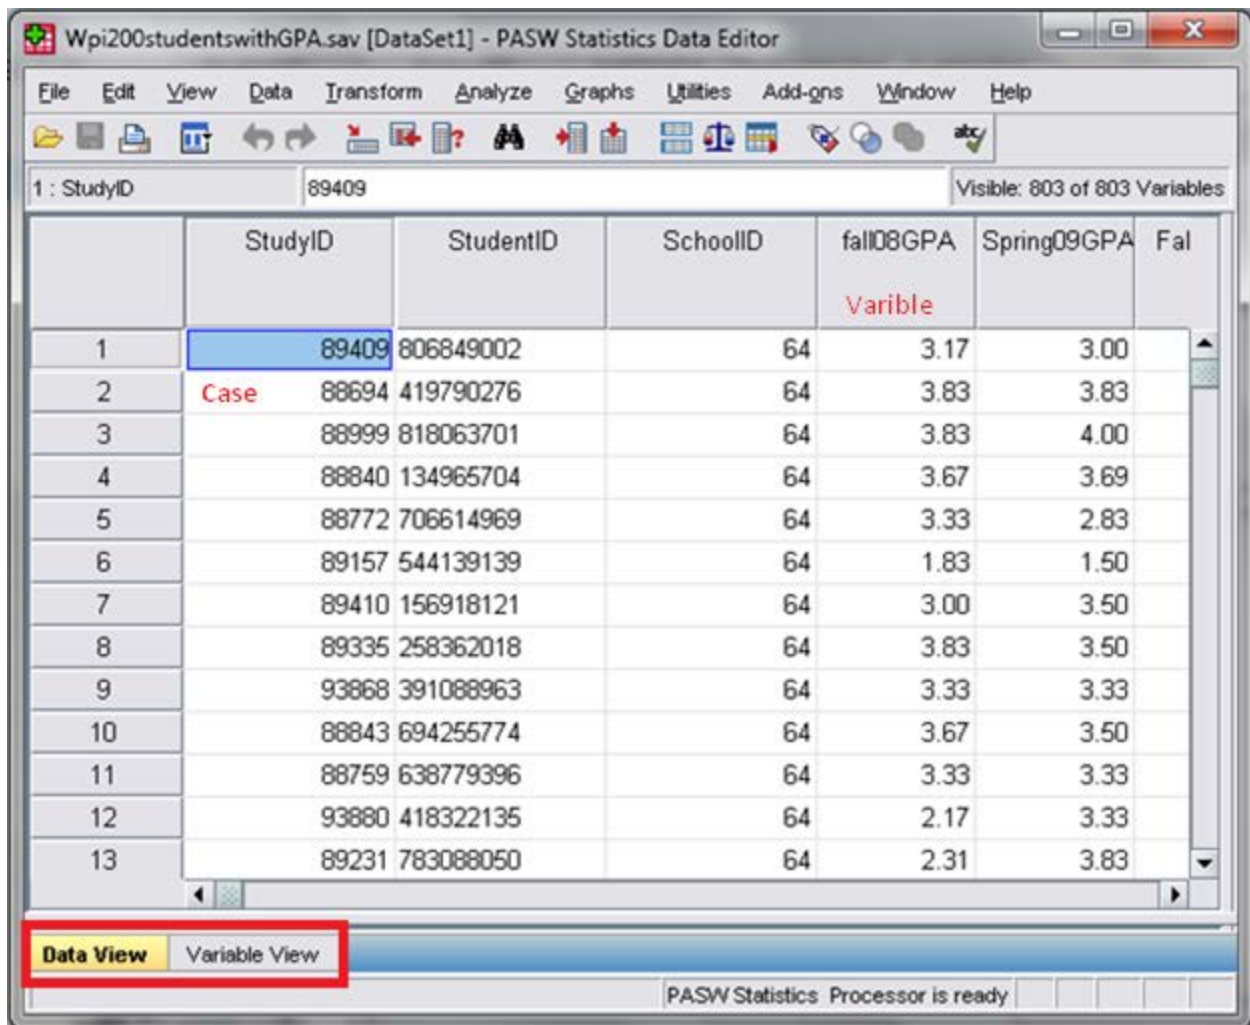 Wpi200studentswithGPA.sav [DataSet1] - PASW Statistics Data Editor
File Edit View Data Transform Analyze Graphs Utilities Add-ons Window Help
abc
1 : StudyID 89409 Visible: 803 of 803 Variables
StudyID StudentID SchoolID fall08GPA Spring09GPA Fal
Varible
1 89409 806849002 64 3.17 3.00
2 Case 88694 419790276 64 3.83 3.83
3 88999 818063701 64 3.83 4.00
4 88840 134965704 64 3.67 3.69
5 88772 706614969 64 3.33 2.83
6 89157 544139139 64 1.83 1.50
7 89410 156918121 64 3.00 3.50
8 89335 258362018 64 3.83 3.50
9 93868 391088963 64 3.33 3.33
10 88843 694255774 64 3.67 3.50
11 88759 638779396 64 3.33 3.33
12 93880 418322135 64 2.17 3.33
13 89231 783088050 64 2.31 3.83
Data View Variable View
PASW Statistics Processor is ready